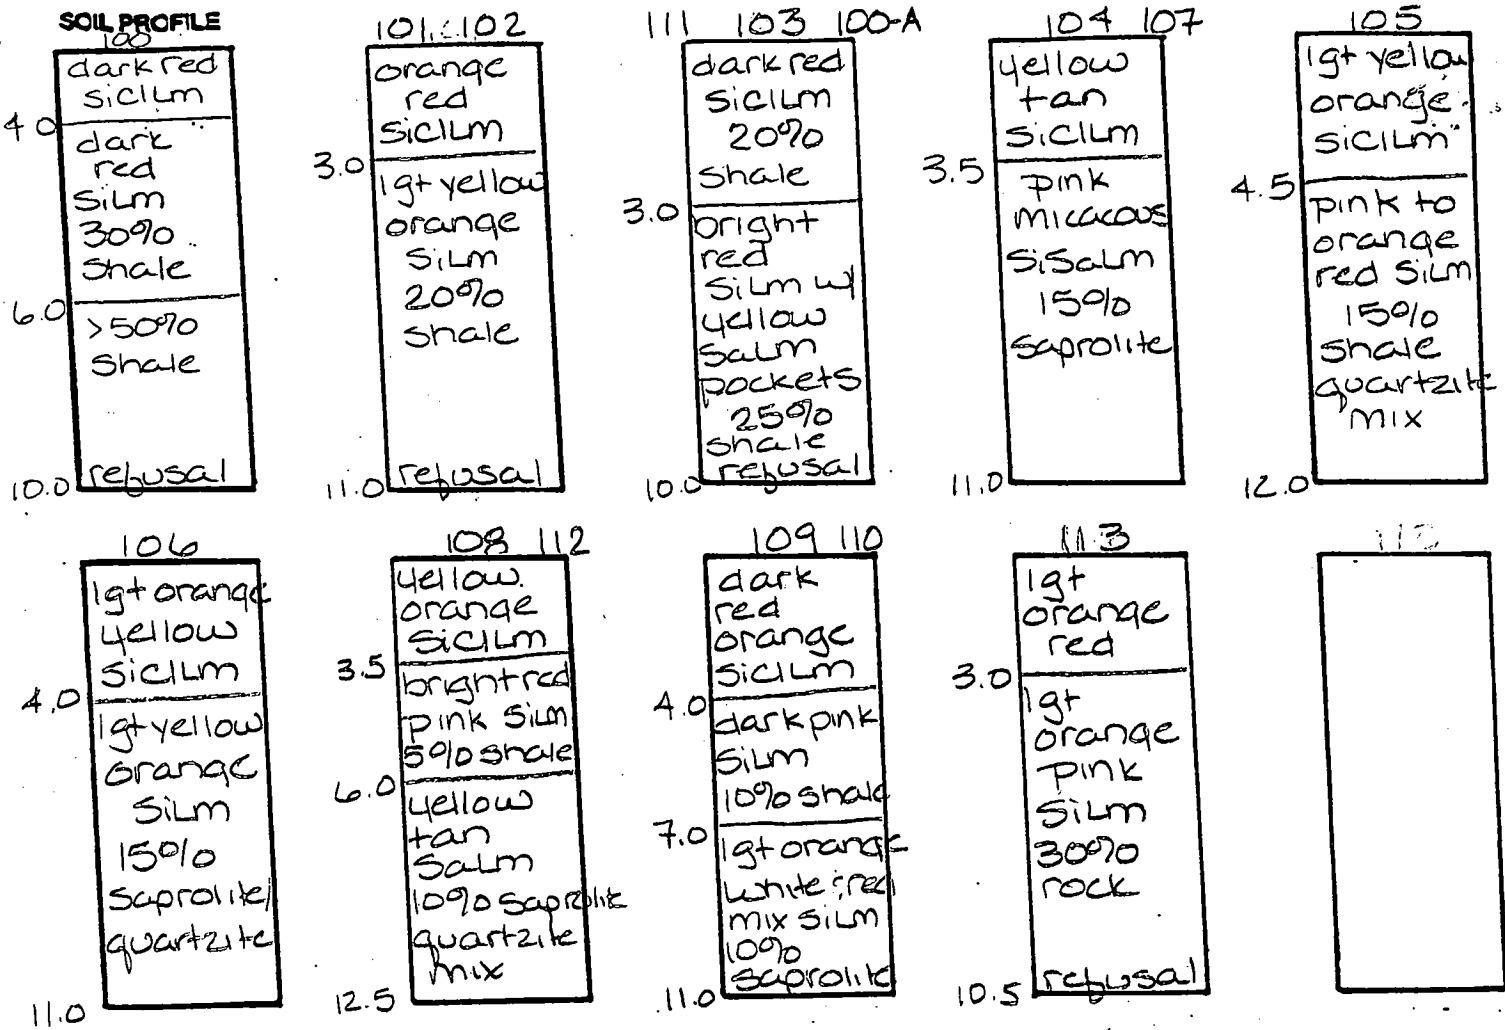 SOIL PROFILE
100
dark red
siclLm
4.0
dark
red
SiLm
30%
Shale
6.0
>50%
Shale
refusal
10.0
101 102
orange
red
siclLm
3.0
lgt yellow
orange
SiLm
20%
shale
refusal
11.0
111 103 100-A
dark red
siclLm
20%
Shale
3.0
bright
red
SiLm w/
yellow
SaLm
pockets
25%
shale
refusal
10.0
104 107
yellow
tan
siclLm
3.5
pink
micacous
SiSaLm
15%
saprolite
11.0
105
lgt yellow
orange
siclLm
4.5
pink to
orange
red SiLm
15%
shale
quartzite
mix
12.0
106
lgt orange
yellow
siclLm
4.0
lgt yellow
orange
SiLm
15%
saprolite/
quartzite
11.0
108 112
yellow
orange
siclLm
3.5
bright red
pink SiLm
5% shale
6.0
yellow
tan
SaLm
10% saprolite
quartzite
mix
12.5
109 110
dark
red
orange
siclLm
4.0
dark pink
SiLm
10% shale
7.0
lgt orange
white & red
mix SiLm
10%
saprolite
11.0
113
lgt
orange
red
3.0
lgt
orange
pink
SiLm
30%
rock
refusal
10.5